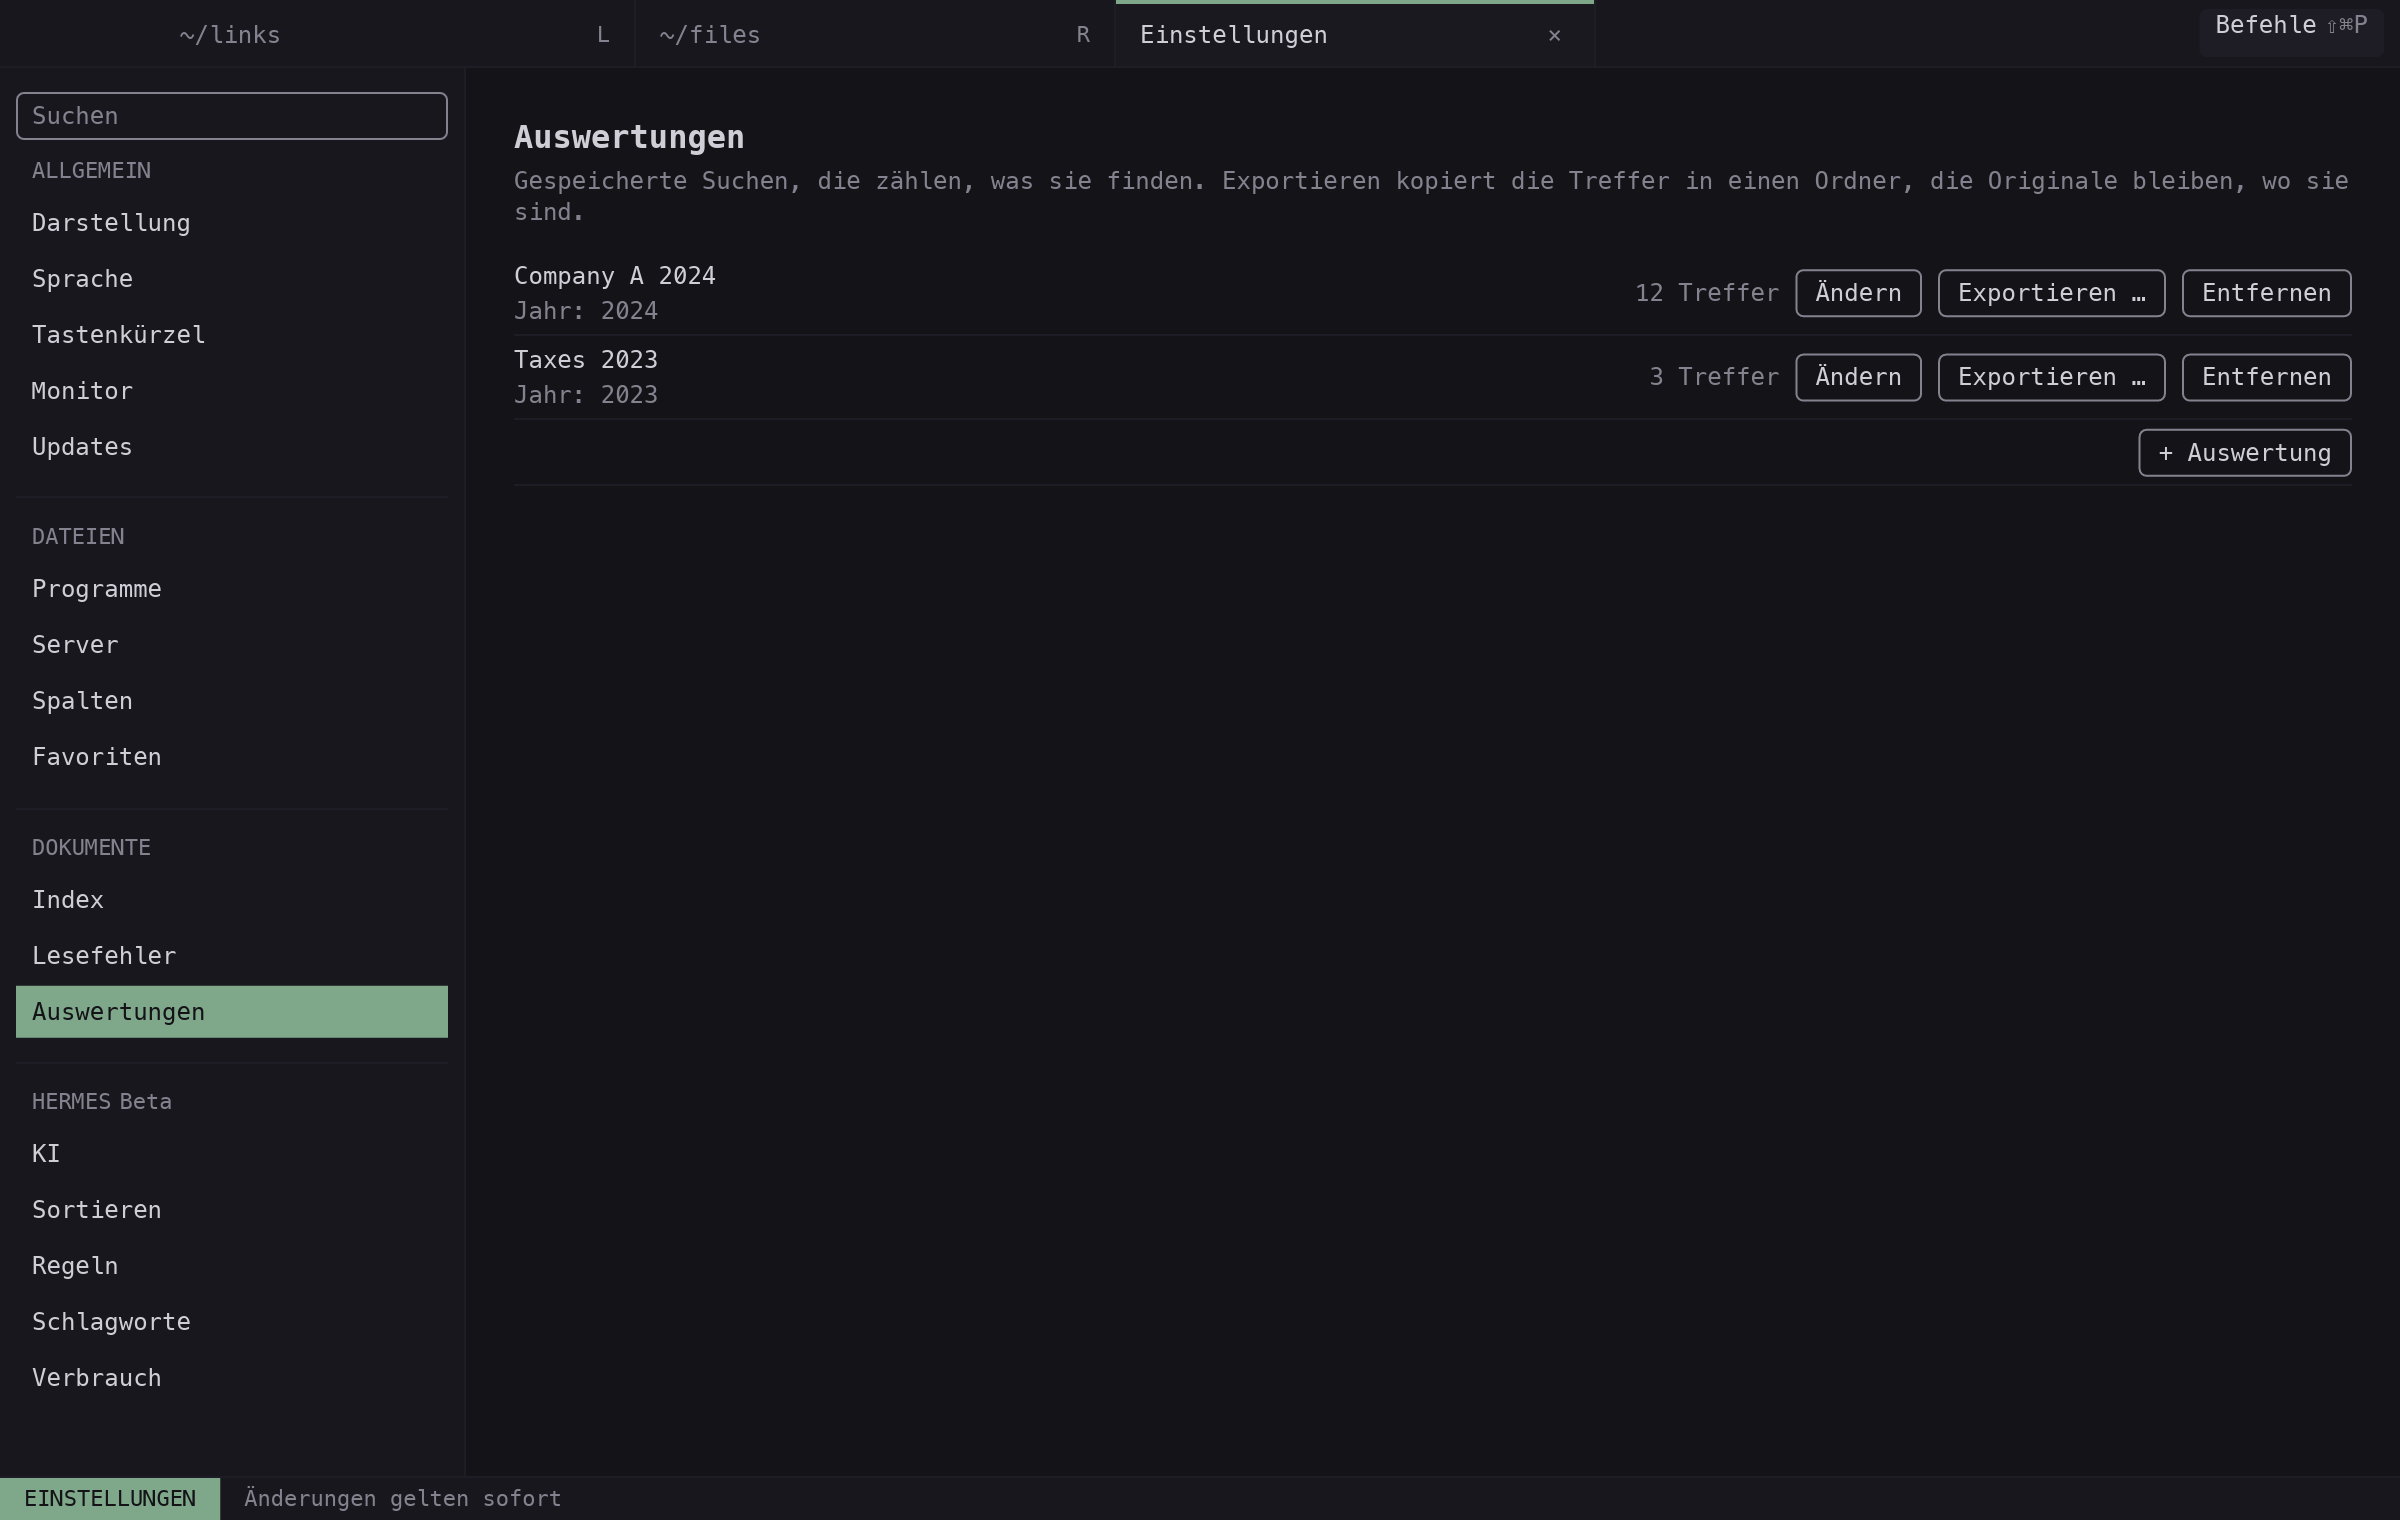 ~/links L ~/files R Einstellungen × Befehle ⇧⌘P
Suchen
ALLGEMEIN
Darstellung
Sprache
Tastenkürzel
Monitor
Updates
DATEIEN
Programme
Server
Spalten
Favoriten
DOKUMENTE
Index
Lesefehler
Auswertungen
HERMES Beta
KI
Sortieren
Regeln
Schlagworte
Verbrauch
Auswertungen
Gespeicherte Suchen, die zählen, was sie finden. Exportieren kopiert die Treffer in einen Ordner, die Originale bleiben, wo sie
sind.
Company A 2024
Jahr: 2024
12 Treffer Ändern Exportieren … Entfernen
Taxes 2023
Jahr: 2023
3 Treffer Ändern Exportieren … Entfernen
+ Auswertung
EINSTELLUNGEN Änderungen gelten sofort